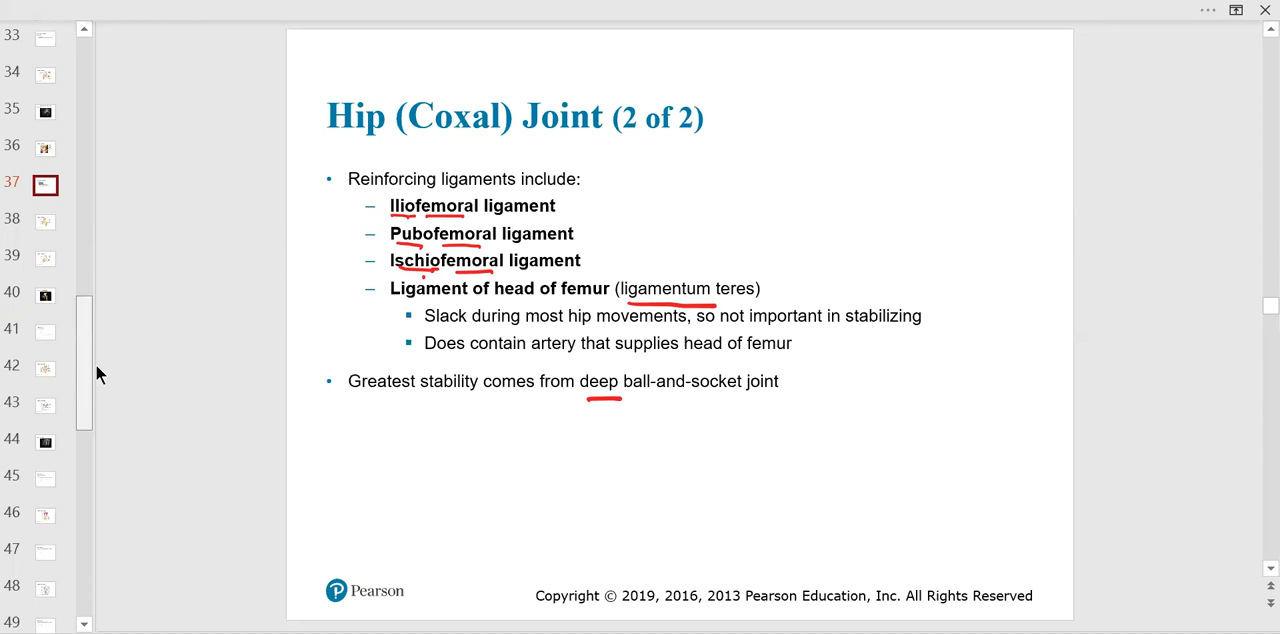 33
34
35
36
37
38
39
40
41
42
43
44
45
46
47
48
49
Hip (Coxal) Joint (2 of 2)
• Reinforcing ligaments include:
– Iliofemoral ligament
– Pubofemoral ligament
– Ischiofemoral ligament
– Ligament of head of femur (ligamentum teres)
▪ Slack during most hip movements, so not important in stabilizing
▪ Does contain artery that supplies head of femur
• Greatest stability comes from deep ball-and-socket joint
P Pearson
Copyright © 2019, 2016, 2013 Pearson Education, Inc. All Rights Reserved